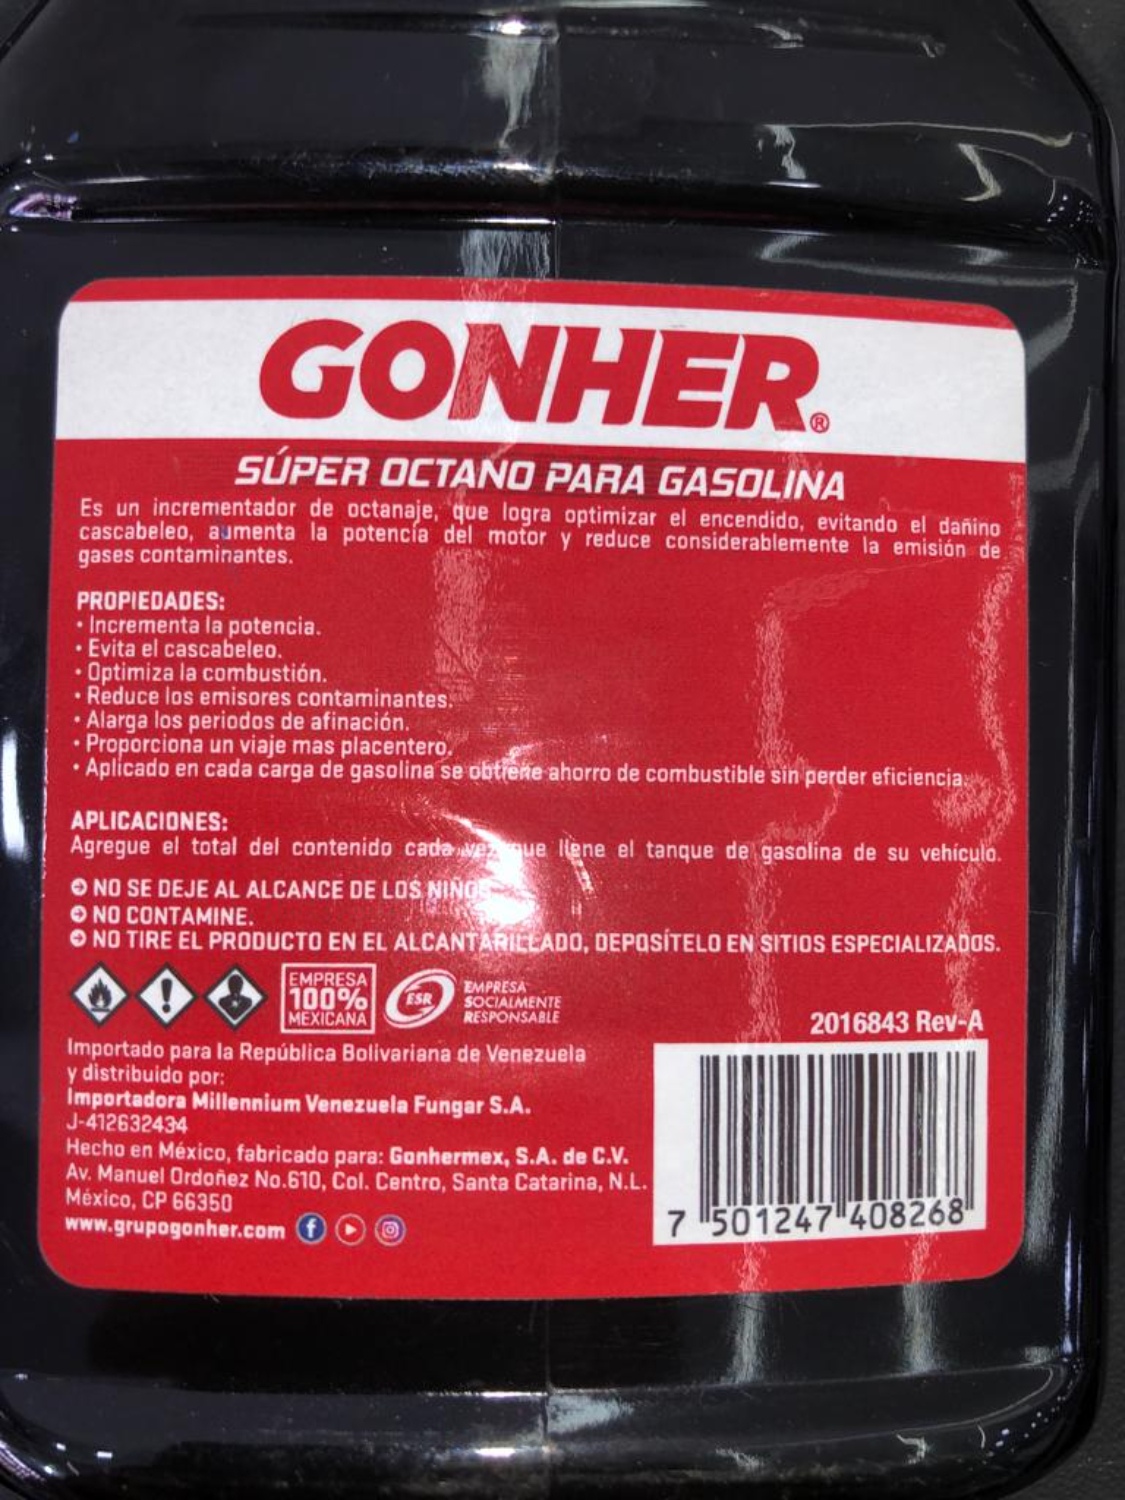 GONHER®
SÚPER OCTANO PARA GASOLINA
Es un incrementador de octanaje, que logra optimizar el encendido, evitando el dañino
cascabeleo, aumenta la potencia del motor y reduce considerablemente la emisión de
gases contaminantes.
PROPIEDADES:
• Incrementa la potencia.
• Evita el cascabeleo.
• Optimiza la combustión.
• Reduce los emisores contaminantes.
• Alarga los periodos de afinación.
• Proporciona un viaje mas placentero.
• Aplicado en cada carga de gasolina se obtiene ahorro de combustible sin perder eficiencia.
APLICACIONES:
Agregue el total del contenido cada vez que llene el tanque de gasolina de su vehículo.
NO SE DEJE AL ALCANCE DE LOS NIÑOS
NO CONTAMINE.
NO TIRE EL PRODUCTO EN EL ALCANTARILLADO, DEPOSÍTELO EN SITIOS ESPECIALIZADOS.
EMPRESA
100%
MEXICANA
ESR
EMPRESA
SOCIALMENTE
RESPONSABLE
2016843 Rev-A
Importado para la República Bolivariana de Venezuela
y distribuido por:
Importadora Millennium Venezuela Fungar S.A.
J-412632434
Hecho en México, fabricado para: Gonhermex, S.A. de C.V.
Av. Manuel Ordoñez No.610, Col. Centro, Santa Catarina, N.L.
México, CP 66350
www.grupogonher.com
7 501247 408268